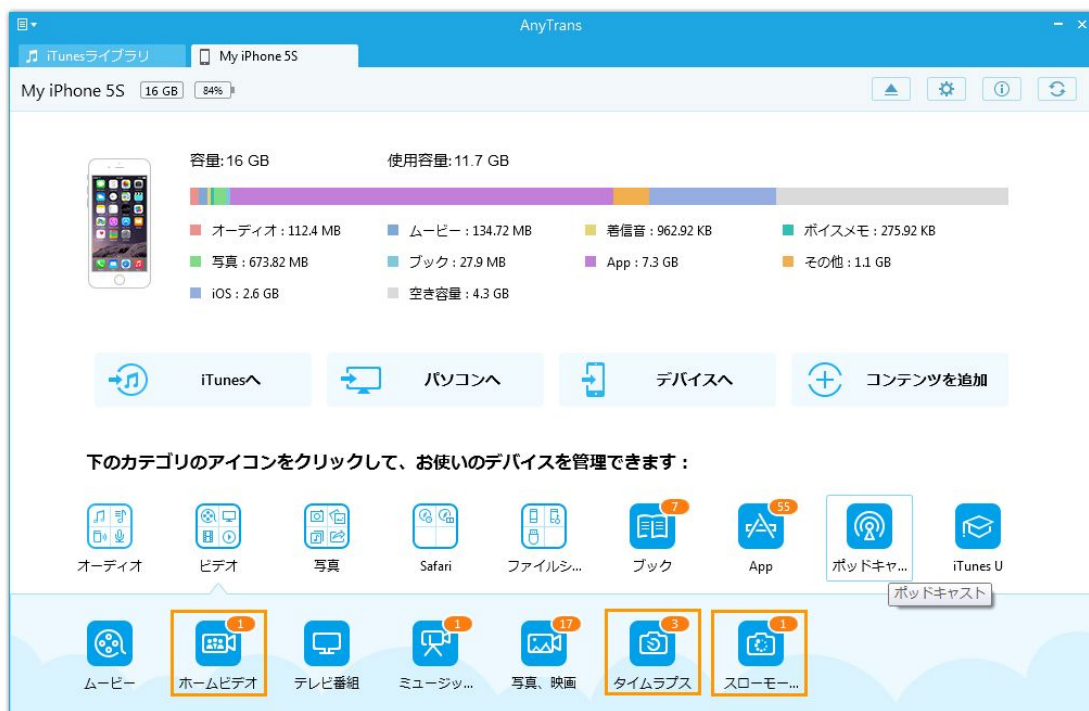 AnyTrans
iTunesライブラリ My iPhone 5S
My iPhone 5S 16 GB 84%
容量:16 GB 使用容量:11.7 GB
オーディオ : 112.4 MB ムービー : 134.72 MB 着信音 : 962.92 KB ボイスメモ : 275.92 KB
写真 : 673.82 MB ブック : 27.9 MB App : 7.3 GB その他 : 1.1 GB
iOS : 2.6 GB 空き容量 : 4.3 GB
iTunesへ パソコンへ デバイスへ コンテンツを追加
下のカテゴリのアイコンをクリックして、お使いのデバイスを管理できます：
7 55
オーディオ ビデオ 写真 Safari ファイルシ... ブック App ポッドキャ... iTunes U
ポッドキャスト
1 1 17 3 1
ムービー ホームビデオ テレビ番組 ミュージッ... 写真、映画 タイムラプス スローモー...